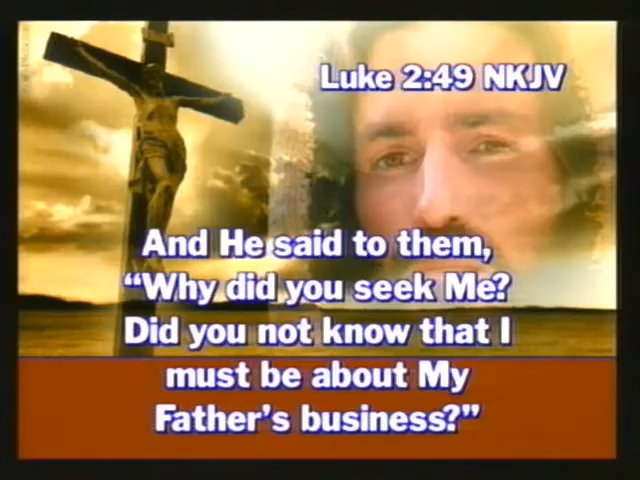 Luke 2:49 NKJV
And He said to them,
“Why did you seek Me?
Did you not know that I
must be about My
Father’s business?”